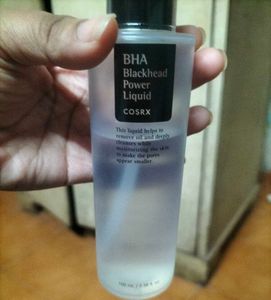 BHA
Blackhead
Power
Liquid
COSRX
This liquid helps to
remove oil and deeply
cleanses while
moisturizing the skin
to make the pores
appear smaller.